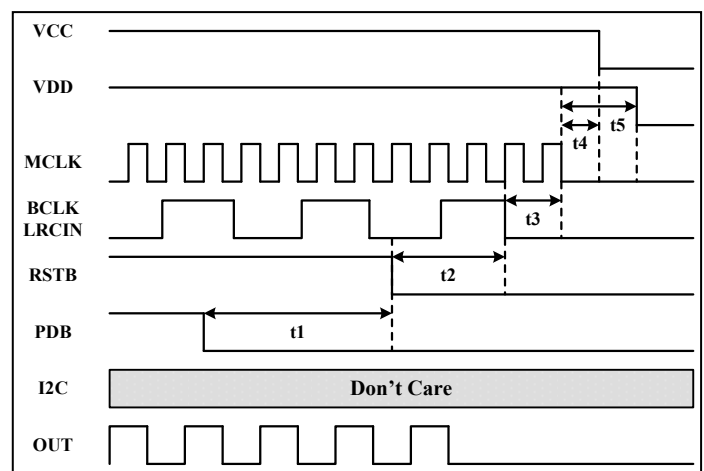 VCC
VDD
t5
t4
MCLK
BCLK
LRCIN
t3
RSTB
t2
PDB
t1
I2C
Don't Care
OUT